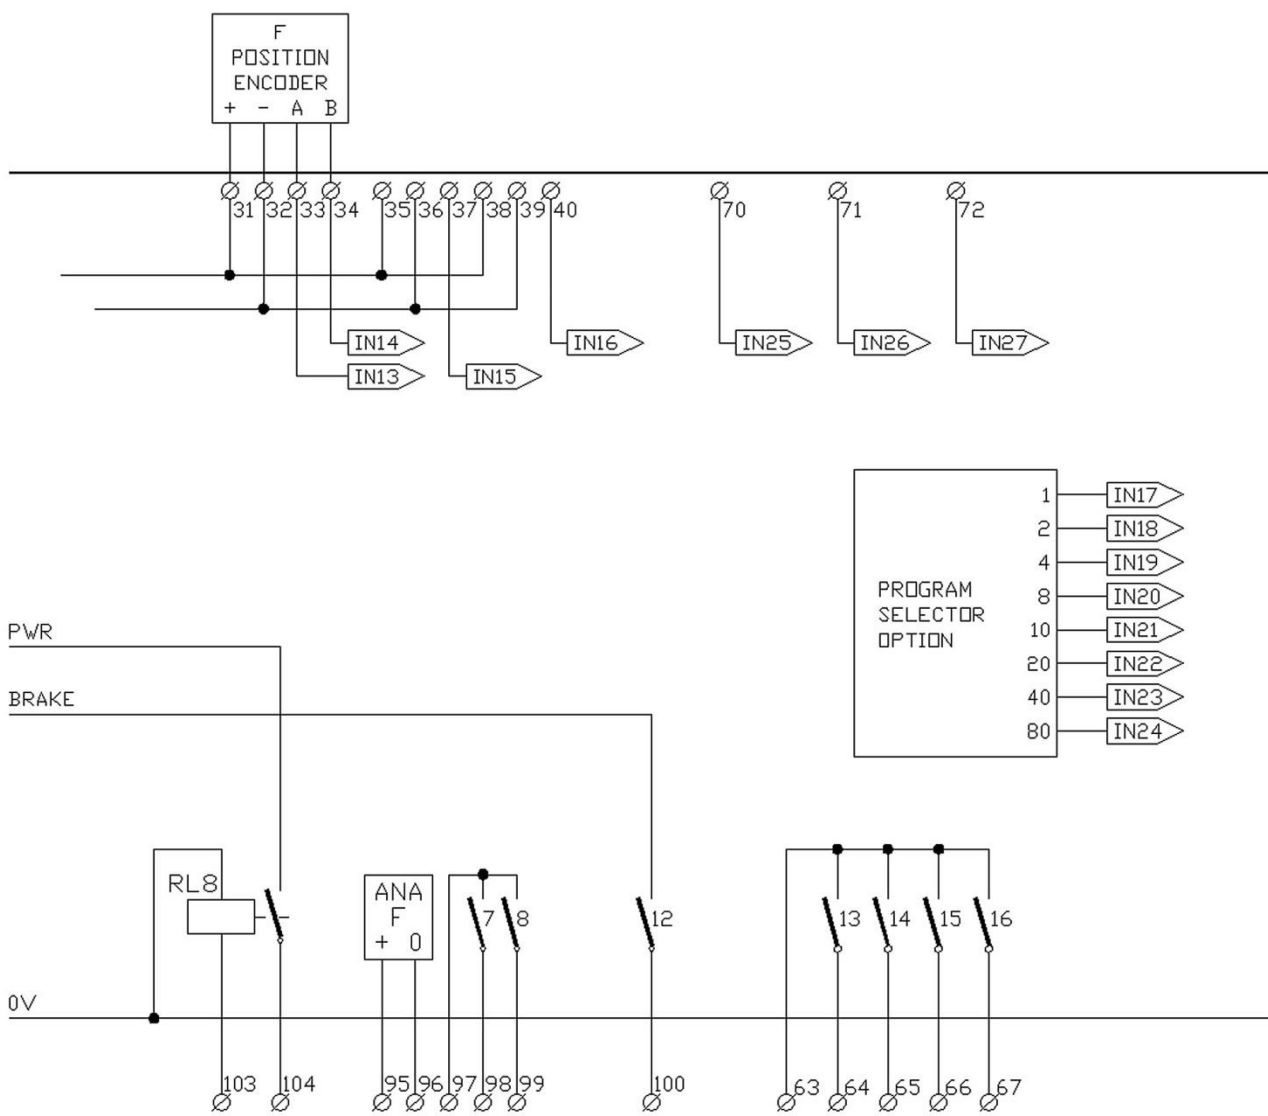 F
POSITION
ENCODER
+ - A B
31 32 33 34 35 36 37 38 39 40 70 71 72
IN14 IN16 IN25 IN26 IN27
IN13 IN15
1 IN17
2 IN18
4 IN19
8 IN20
PROGRAM
SELECTOR
OPTION
10 IN21
20 IN22
40 IN23
80 IN24
PWR
BRAKE
RL8
ANA
F
+ 0
7 8 12 13 14 15 16
0V
103 104 95 96 97 98 99 100 63 64 65 66 67